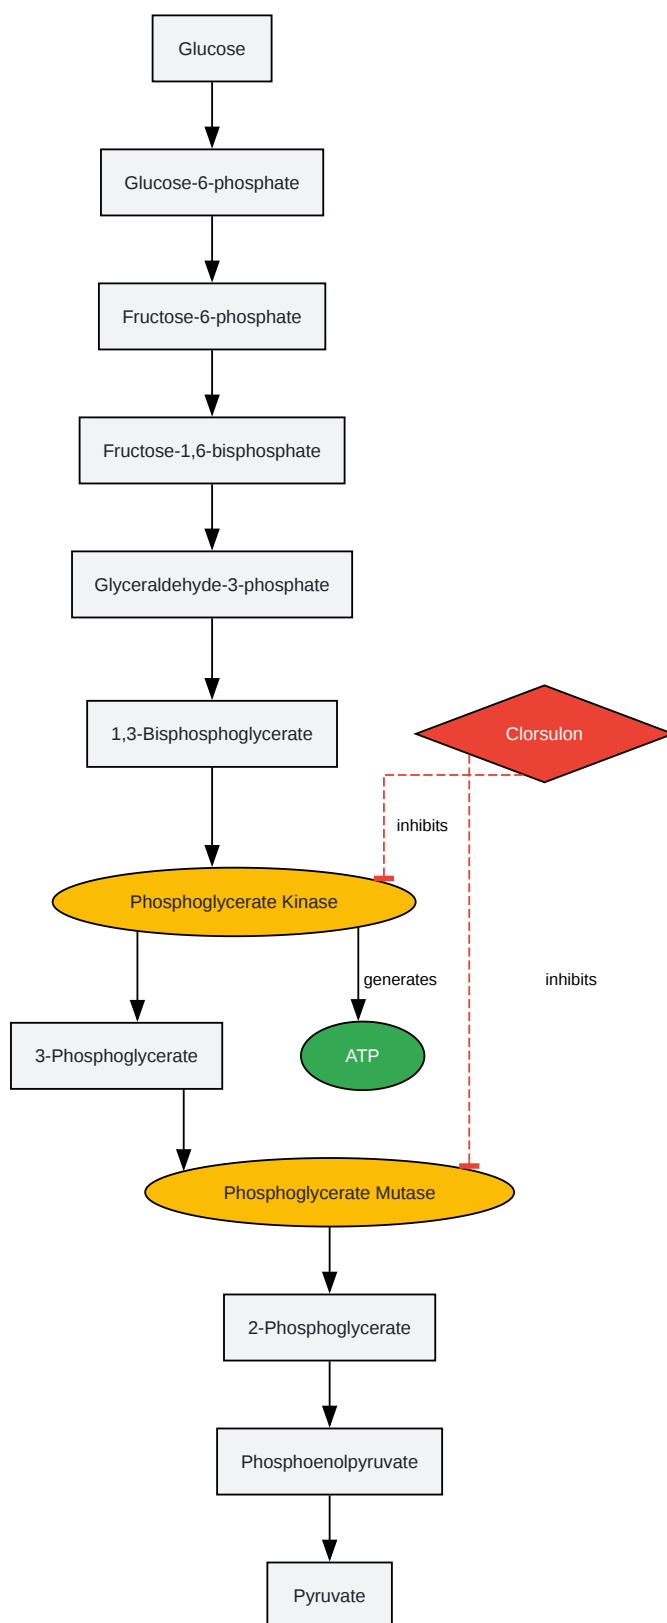 Glucose
Glucose-6-phosphate
Fructose-6-phosphate
Fructose-1,6-bisphosphate
Glyceraldehyde-3-phosphate
1,3-Bisphosphoglycerate
Clorsulon
inhibits
Phosphoglycerate Kinase
generates
inhibits
3-Phosphoglycerate
ATP
Phosphoglycerate Mutase
2-Phosphoglycerate
Phosphoenolpyruvate
Pyruvate